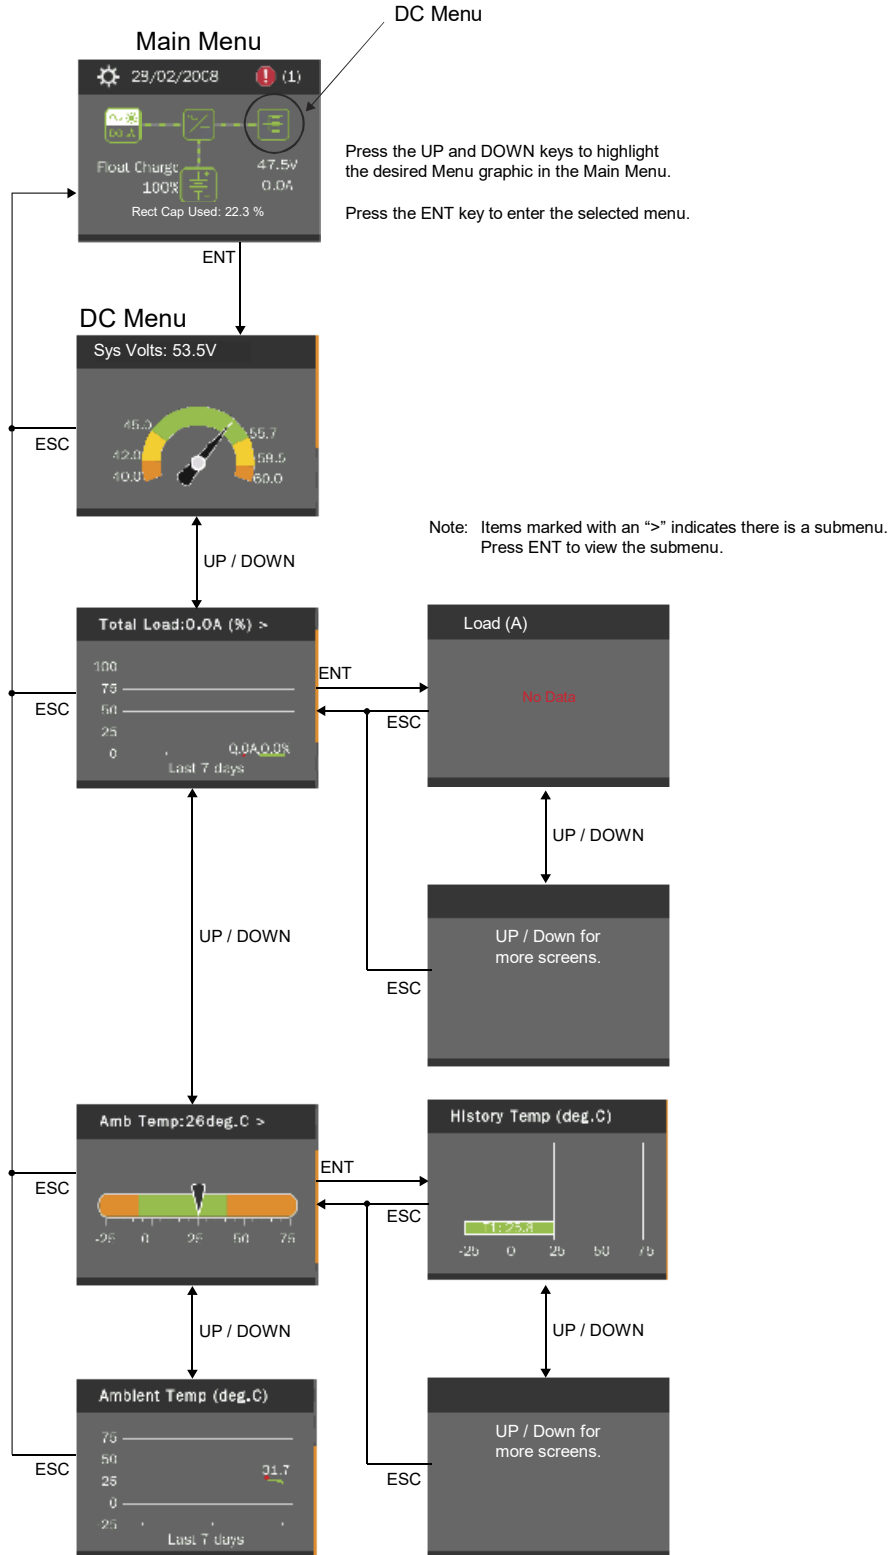 DC Menu
Main Menu
28/02/2008 (1)
Float Charge 47.5V
100% 0.0A
Rect Cap Used: 22.3 %
Press the UP and DOWN keys to highlight
the desired Menu graphic in the Main Menu.
Press the ENT key to enter the selected menu.
ENT
DC Menu
Sys Volts: 53.5V
45.0 55.7
42.0 58.5
40.0 60.0
ESC
UP / DOWN
Note: Items marked with an “>” indicates there is a submenu.
Press ENT to view the submenu.
Total Load:0.0A (%) >
100
75
50
25
0 0.0A,0.0%
Last 7 days
ESC
ENT
ESC
Load (A)
No Data
UP / DOWN
UP / DOWN
UP / Down for
more screens.
ESC
Amb Temp:26deg.C >
-25 0 25 50 75
ESC
ENT
ESC
History Temp (deg.C)
T1: 25.8
-25 0 25 50 75
UP / DOWN
UP / DOWN
Ambient Temp (deg.C)
75
50
31.7
25
0
-25
Last 7 days
ESC
UP / Down for
more screens.
ESC